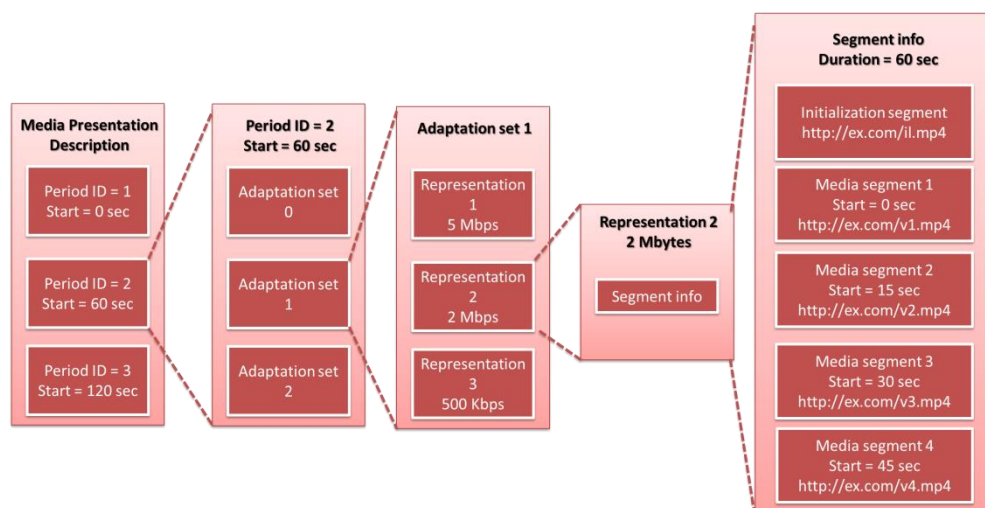 Media Presentation
Description
Period ID = 1
Start = 0 sec
Period ID = 2
Start = 60 sec
Period ID = 3
Start = 120 sec
Period ID = 2
Start = 60 sec
Adaptation set
0
Adaptation set
1
Adaptation set
2
Adaptation set 1
Representation
1
5 Mbps
Representation
2
2 Mbps
Representation
3
500 Kbps
Representation 2
2 Mbytes
Segment info
Segment info
Duration = 60 sec
Initialization segment
http://ex.com/il.mp4
Media segment 1
Start = 0 sec
http://ex.com/v1.mp4
Media segment 2
Start = 15 sec
http://ex.com/v2.mp4
Media segment 3
Start = 30 sec
http://ex.com/v3.mp4
Media segment 4
Start = 45 sec
http://ex.com/v4.mp4